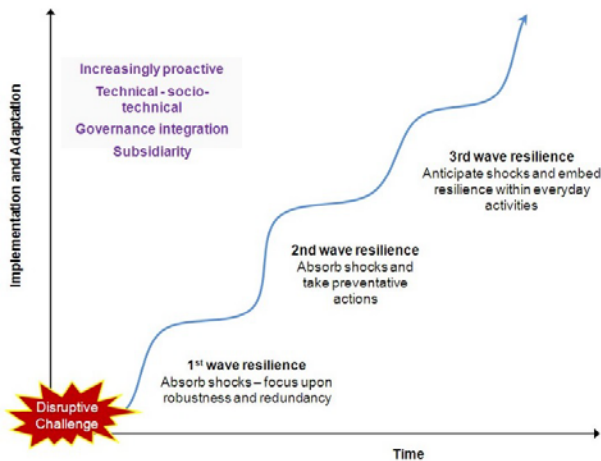 Implementation and Adaptation
Increasingly proactive
Technical - socio-
technical
Governance integration
Subsidiarity
3rd wave resilience
Anticipate shocks and embed
resilience within everyday
activities
2nd wave resilience
Absorb shocks and
take preventative
actions
1st wave resilience
Absorb shocks – focus upon
robustness and redundancy
Disruptive
Challenge
Time